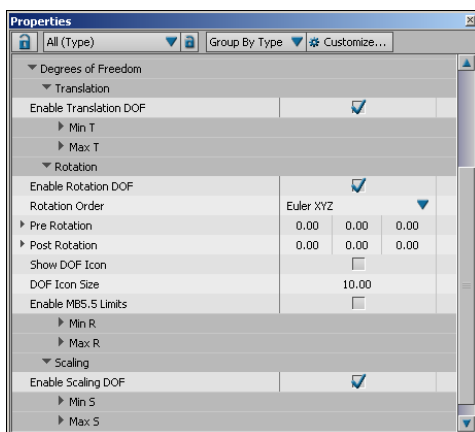 Properties
All (Type) Group By Type Customize...
Degrees of Freedom
Translation
Enable Translation DOF
Min T
Max T
Rotation
Enable Rotation DOF
Rotation Order Euler XYZ
Pre Rotation 0.00 0.00 0.00
Post Rotation 0.00 0.00 0.00
Show DOF Icon
DOF Icon Size 10.00
Enable MB5.5 Limits
Min R
Max R
Scaling
Enable Scaling DOF
Min S
Max S